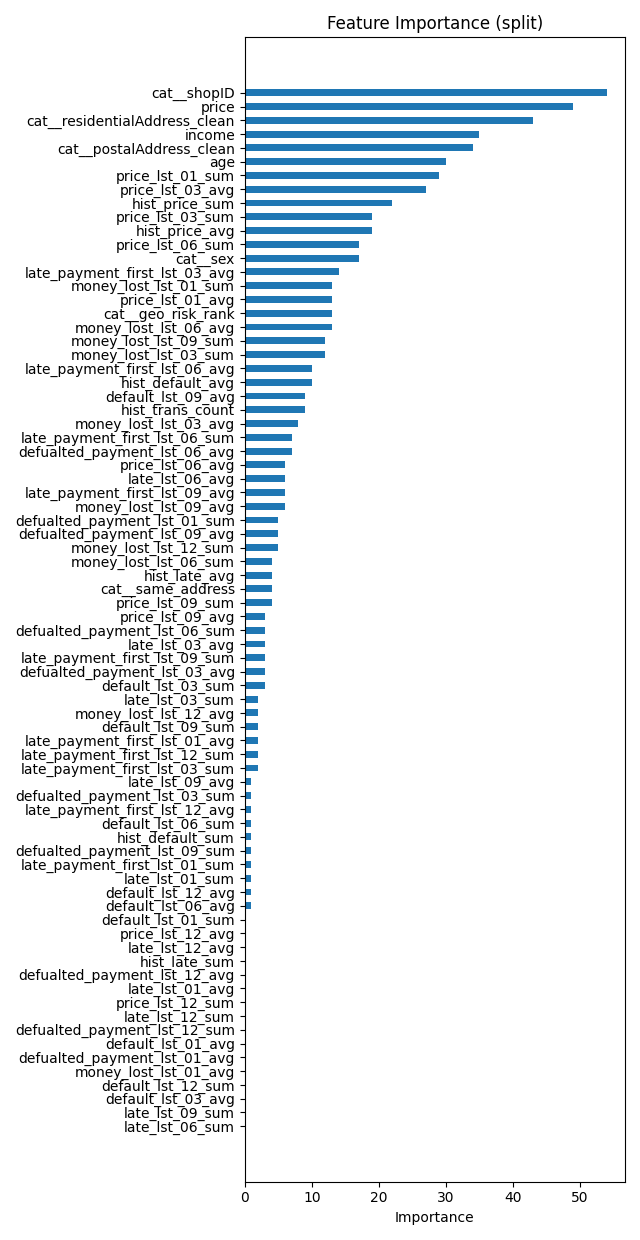 Feature Importance (split)
cat__shopID
price
cat__residentialAddress_clean
income
cat__postalAddress_clean
age
price_lst_01_sum
price_lst_03_avg
hist_price_sum
price_lst_03_sum
hist_price_avg
price_lst_06_sum
cat__sex
late_payment_first_lst_03_avg
money_lost_lst_01_sum
price_lst_01_avg
cat__geo_risk_rank
money_lost_lst_06_avg
money_lost_lst_09_sum
money_lost_lst_03_sum
late_payment_first_lst_06_avg
hist_default_avg
default_lst_09_avg
hist_trans_count
money_lost_lst_03_avg
late_payment_first_lst_06_sum
defualted_payment_lst_06_avg
price_lst_06_avg
late_lst_06_avg
late_payment_first_lst_09_avg
money_lost_lst_09_avg
defualted_payment_lst_01_sum
defualted_payment_lst_09_avg
money_lost_lst_12_sum
money_lost_lst_06_sum
hist_late_avg
cat__same_address
price_lst_09_sum
price_lst_09_avg
defualted_payment_lst_06_sum
late_lst_03_avg
late_payment_first_lst_09_sum
defualted_payment_lst_03_avg
default_lst_03_sum
late_lst_03_sum
money_lost_lst_12_avg
default_lst_09_sum
late_payment_first_lst_01_avg
late_payment_first_lst_12_sum
late_payment_first_lst_03_sum
late_lst_09_avg
defualted_payment_lst_03_sum
late_payment_first_lst_12_avg
default_lst_06_sum
hist_default_sum
defualted_payment_lst_09_sum
late_payment_first_lst_01_sum
late_lst_01_sum
default_lst_12_avg
default_lst_06_avg
default_lst_01_sum
price_lst_12_avg
late_lst_12_avg
hist_late_sum
defualted_payment_lst_12_avg
late_lst_01_avg
price_lst_12_sum
late_lst_12_sum
defualted_payment_lst_12_sum
default_lst_01_avg
defualted_payment_lst_01_avg
money_lost_lst_01_avg
default_lst_12_sum
default_lst_03_avg
late_lst_09_sum
late_lst_06_sum
0 10 20 30 40 50
Importance